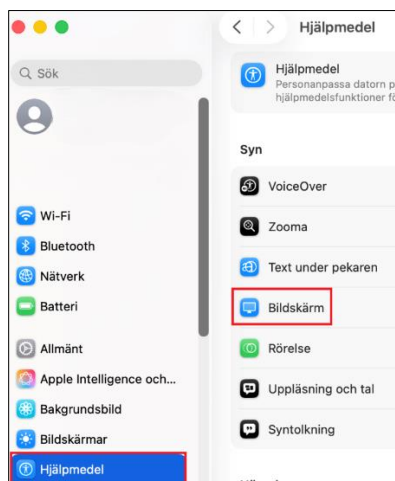 Hjälpmedel
Sök
Hjälpmedel
Personanpassa datorn
hjälpmedelsfunktioner
Syn
VoiceOver
Zooma
Text under pekaren
Bildskärm
Rörelse
Uppläsning och tal
Syntolkning
Wi-Fi
Bluetooth
Nätverk
Batteri
Allmänt
Apple Intelligence och...
Bakgrundsbild
Bildskärmar
Hjälpmedel